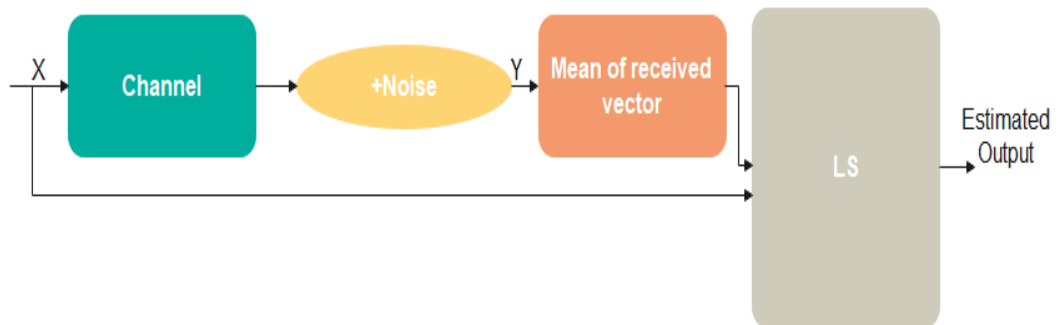 X
Channel
+Noise
Y
Mean of received
vector
LS
Estimated
Output